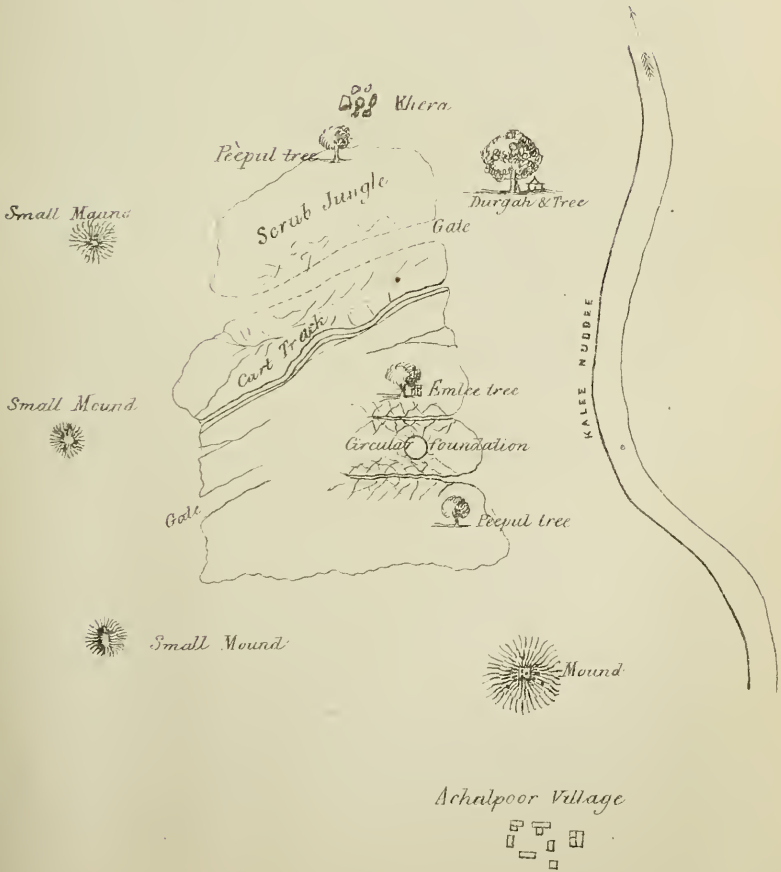 Khera
Pèepul tree
Durgah & Tree
Scrub Jungle
Small Mound
Gate
Cart Track
KALEE NUDDEE
Emlee tree
Small Mound
Circular foundation
Gate
Peepul tree
Small Mound
Mound
Achalpoor Village